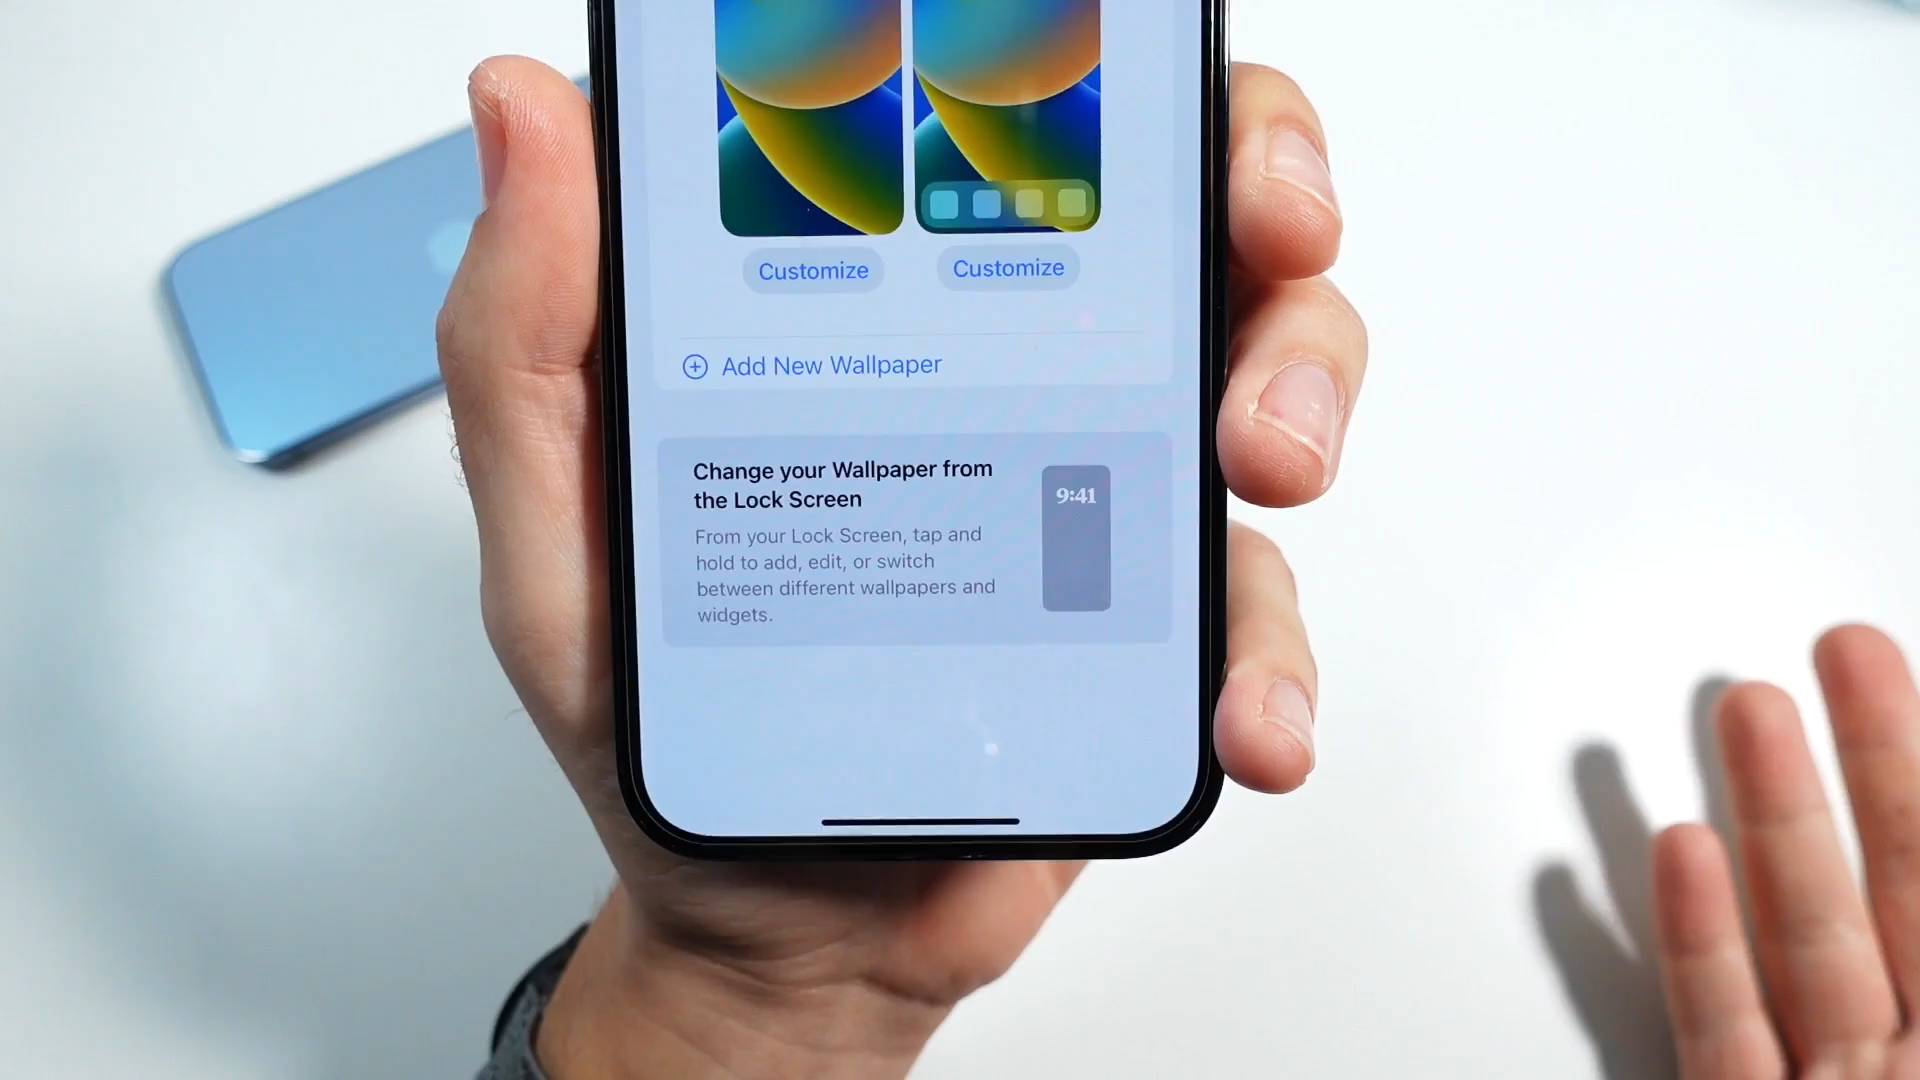 Customize
Customize
Add New Wallpaper
Change your Wallpaper from
the Lock Screen
From your Lock Screen, tap and
hold to add, edit, or switch
between different wallpapers and
widgets.
9:41